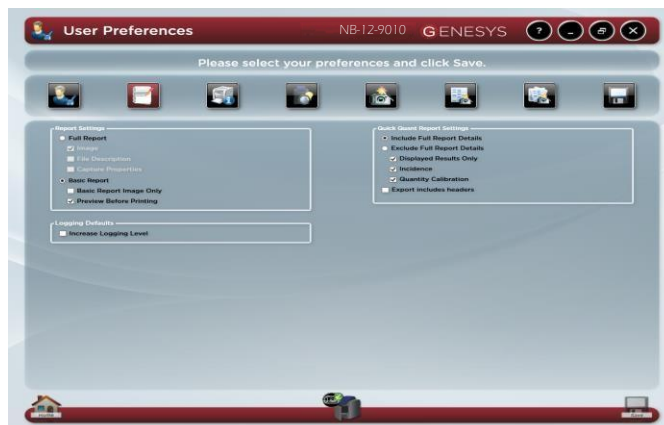 User Preferences
NB-12-9010
GENESYS
?
Please select your preferences and click Save.
Report Settings
Full Report
Image
File Description
Capture Properties
Basic Report
Basic Report Image Only
Preview Before Printing
Logging Defaults
Increase Logging Level
Quick Quant Report Settings
Include Full Report Details
Exclude Full Report Details
Displayed Results Only
Incidence
Quantity Calibration
Export includes headers
Home
Save